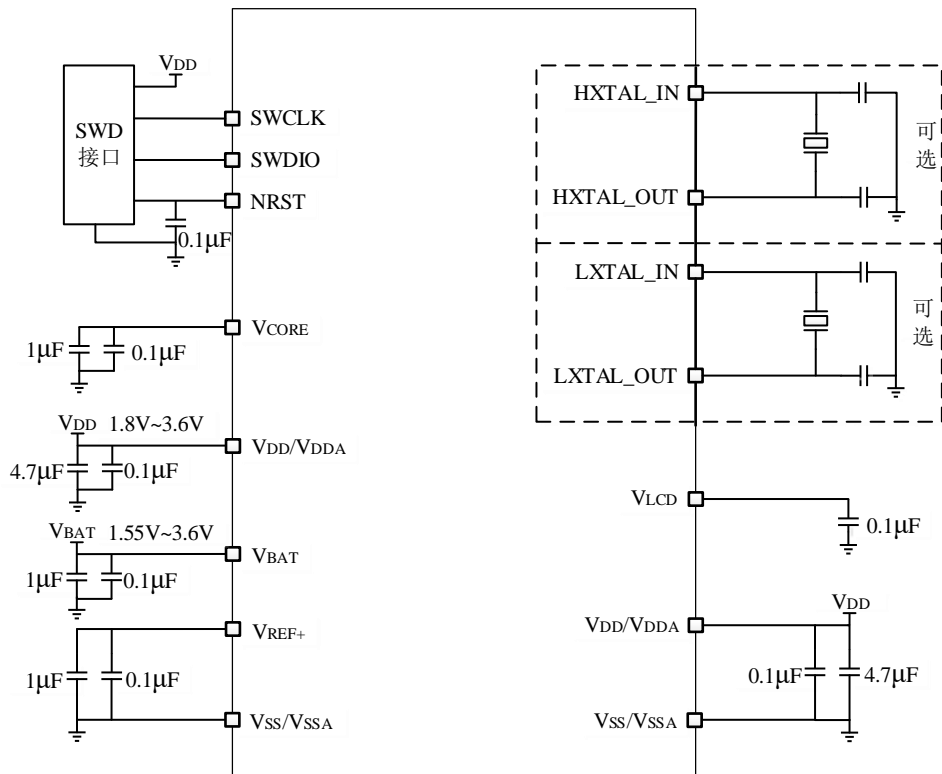 VDD
SWD
接口
SWCLK
SWDIO
NRST
0.1μF
VCORE
1μF
0.1μF
VDD 1.8V~3.6V
VDD/VDDA
4.7μF
0.1μF
VBAT 1.55V~3.6V
VBAT
1μF
0.1μF
VREF+
1μF
0.1μF
VSS/VSSA
HXTAL_IN
可选
HXTAL_OUT
LXTAL_IN
可选
LXTAL_OUT
VLCD
0.1μF
VDD
VDD/VDDA
0.1μF
4.7μF
VSS/VSSA